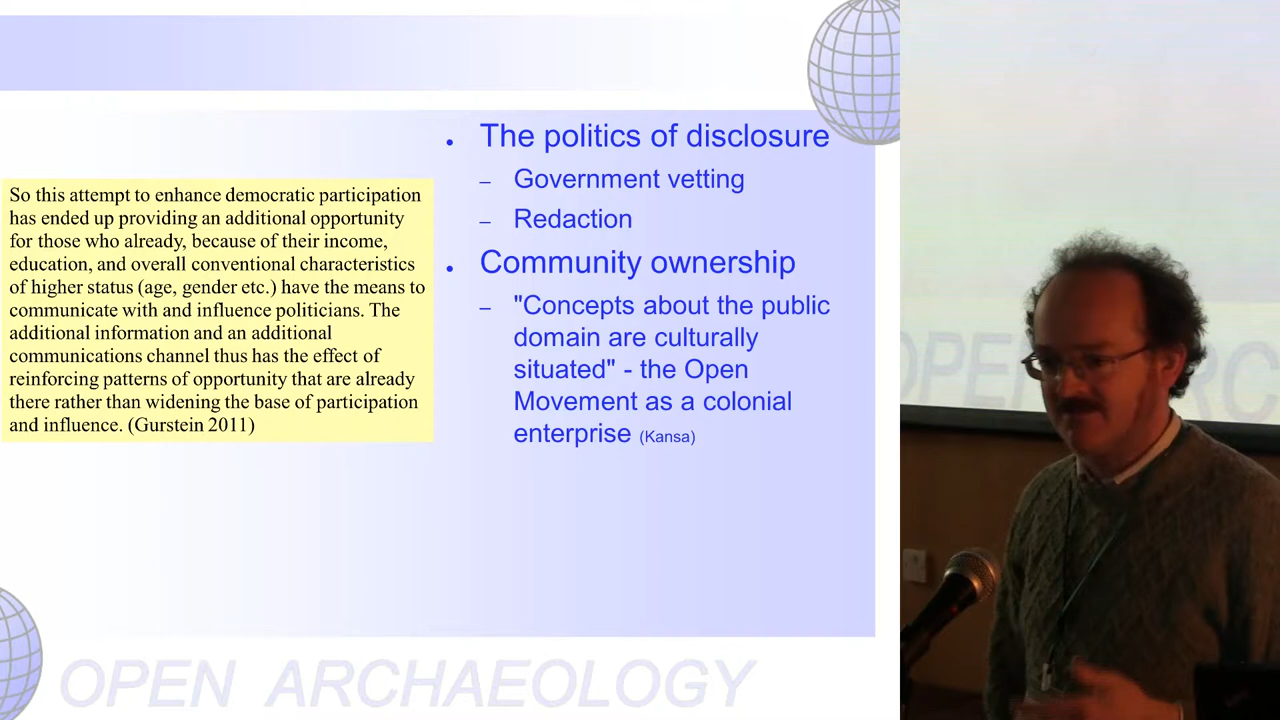 So this attempt to enhance democratic participation
has ended up providing an additional opportunity
for those who already, because of their income,
education, and overall conventional characteristics
of higher status (age, gender etc.) have the means to
communicate with and influence politicians. The
additional information and an additional
communications channel thus has the effect of
reinforcing patterns of opportunity that are already
there rather than widening the base of participation
and influence. (Gurstein 2011)
• The politics of disclosure
– Government vetting
– Redaction
• Community ownership
– "Concepts about the public
domain are culturally
situated" - the Open
Movement as a colonial
enterprise (Kansa)
OPEN ARCHAEOLOGY
OPEN ARC